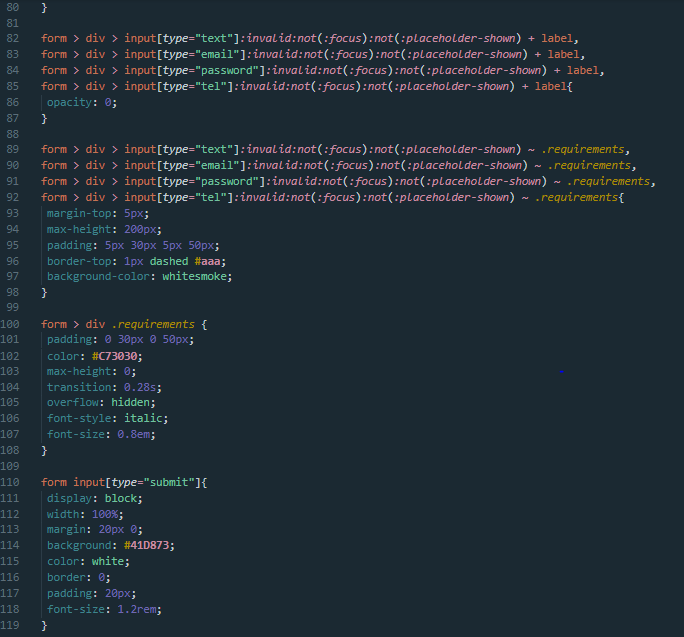 80 }
81
82 form > div > input[type="text"]:invalid:not(:focus):not(:placeholder-shown) + label,
83 form > div > input[type="email"]:invalid:not(:focus):not(:placeholder-shown) + label,
84 form > div > input[type="password"]:invalid:not(:focus):not(:placeholder-shown) + label,
85 form > div > input[type="tel"]:invalid:not(:focus):not(:placeholder-shown) + label{
86 opacity: 0;
87 }
88
89 form > div > input[type="text"]:invalid:not(:focus):not(:placeholder-shown) ~ .requirements,
90 form > div > input[type="email"]:invalid:not(:focus):not(:placeholder-shown) ~ .requirements,
91 form > div > input[type="password"]:invalid:not(:focus):not(:placeholder-shown) ~ .requirements,
92 form > div > input[type="tel"]:invalid:not(:focus):not(:placeholder-shown) ~ .requirements{
93 margin-top: 5px;
94 max-height: 200px;
95 padding: 5px 30px 5px 50px;
96 border-top: 1px dashed #aaa;
97 background-color: whitesmoke;
98 }
99
100 form > div .requirements {
101 padding: 0 30px 0 50px;
102 color: #C73030;
103 max-height: 0;
104 transition: 0.28s;
105 overflow: hidden;
106 font-style: italic;
107 font-size: 0.8em;
108 }
109
110 form input[type="submit"]{
111 display: block;
112 width: 100%;
113 margin: 20px 0;
114 background: #41D873;
115 color: white;
116 border: 0;
117 padding: 20px;
118 font-size: 1.2rem;
119 }